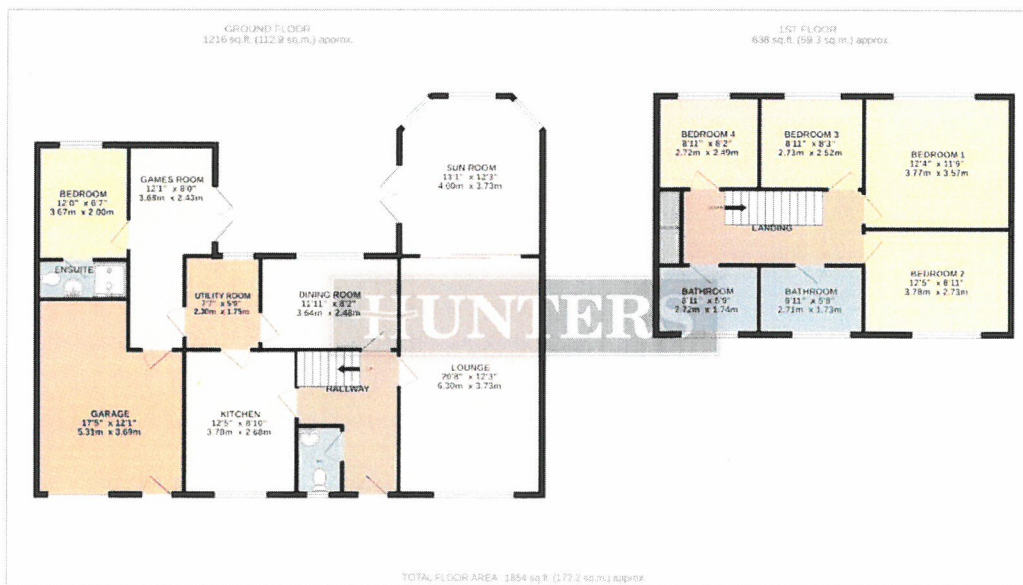 GROUND FLOOR
1216 sq.ft. (112.9 sq.m.) approx.
1ST FLOOR
638 sq.ft. (59.3 sq.m.) approx.
BEDROOM
12'0" x 6'7"
3.67m x 2.00m
GAMES ROOM
12'1" x 8'0"
3.68m x 2.43m
SUN ROOM
13'1" x 12'3"
4.00m x 3.73m
ENSUITE
UTILITY ROOM
7'7" x 5'9"
2.30m x 1.75m
DINING ROOM
11'11" x 8'2"
3.64m x 2.48m
HUNTERS
GARAGE
17'5" x 12'1"
5.31m x 3.69m
KITCHEN
12'5" x 8'10"
3.78m x 2.68m
HALLWAY
LOUNGE
20'8" x 12'3"
6.30m x 3.73m
BEDROOM 4
8'11" x 8'2"
2.72m x 2.49m
BEDROOM 3
8'11" x 8'3"
2.73m x 2.52m
BEDROOM 1
12'4" x 11'9"
3.77m x 3.57m
LANDING
BATHROOM
8'11" x 5'9"
2.72m x 1.74m
BATHROOM
8'11" x 5'8"
2.71m x 1.73m
BEDROOM 2
12'5" x 8'11"
3.78m x 2.73m
TOTAL FLOOR AREA: 1854 sq.ft. (172.2 sq.m.) approx.